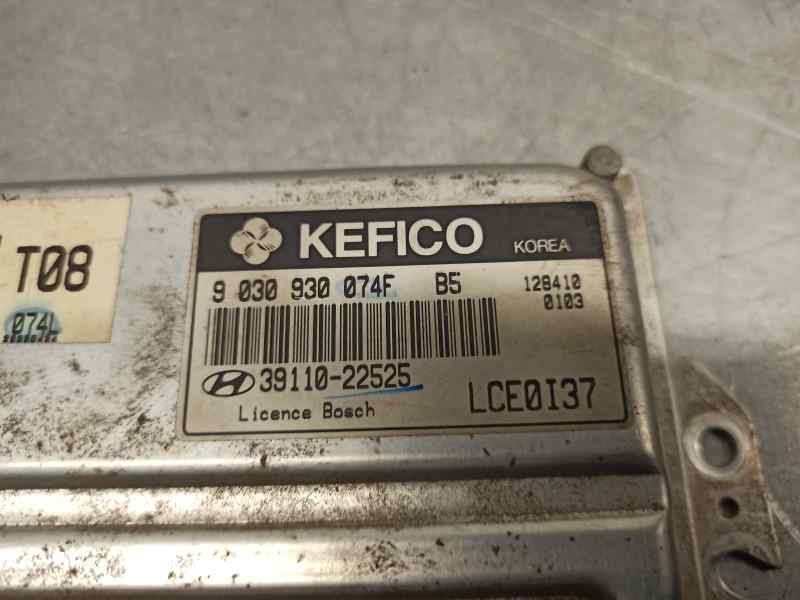 T08
074L
KEFICO KOREA
9 030 930 074F B5 128410
0103
39110-22525
Licence Bosch LCE0I37